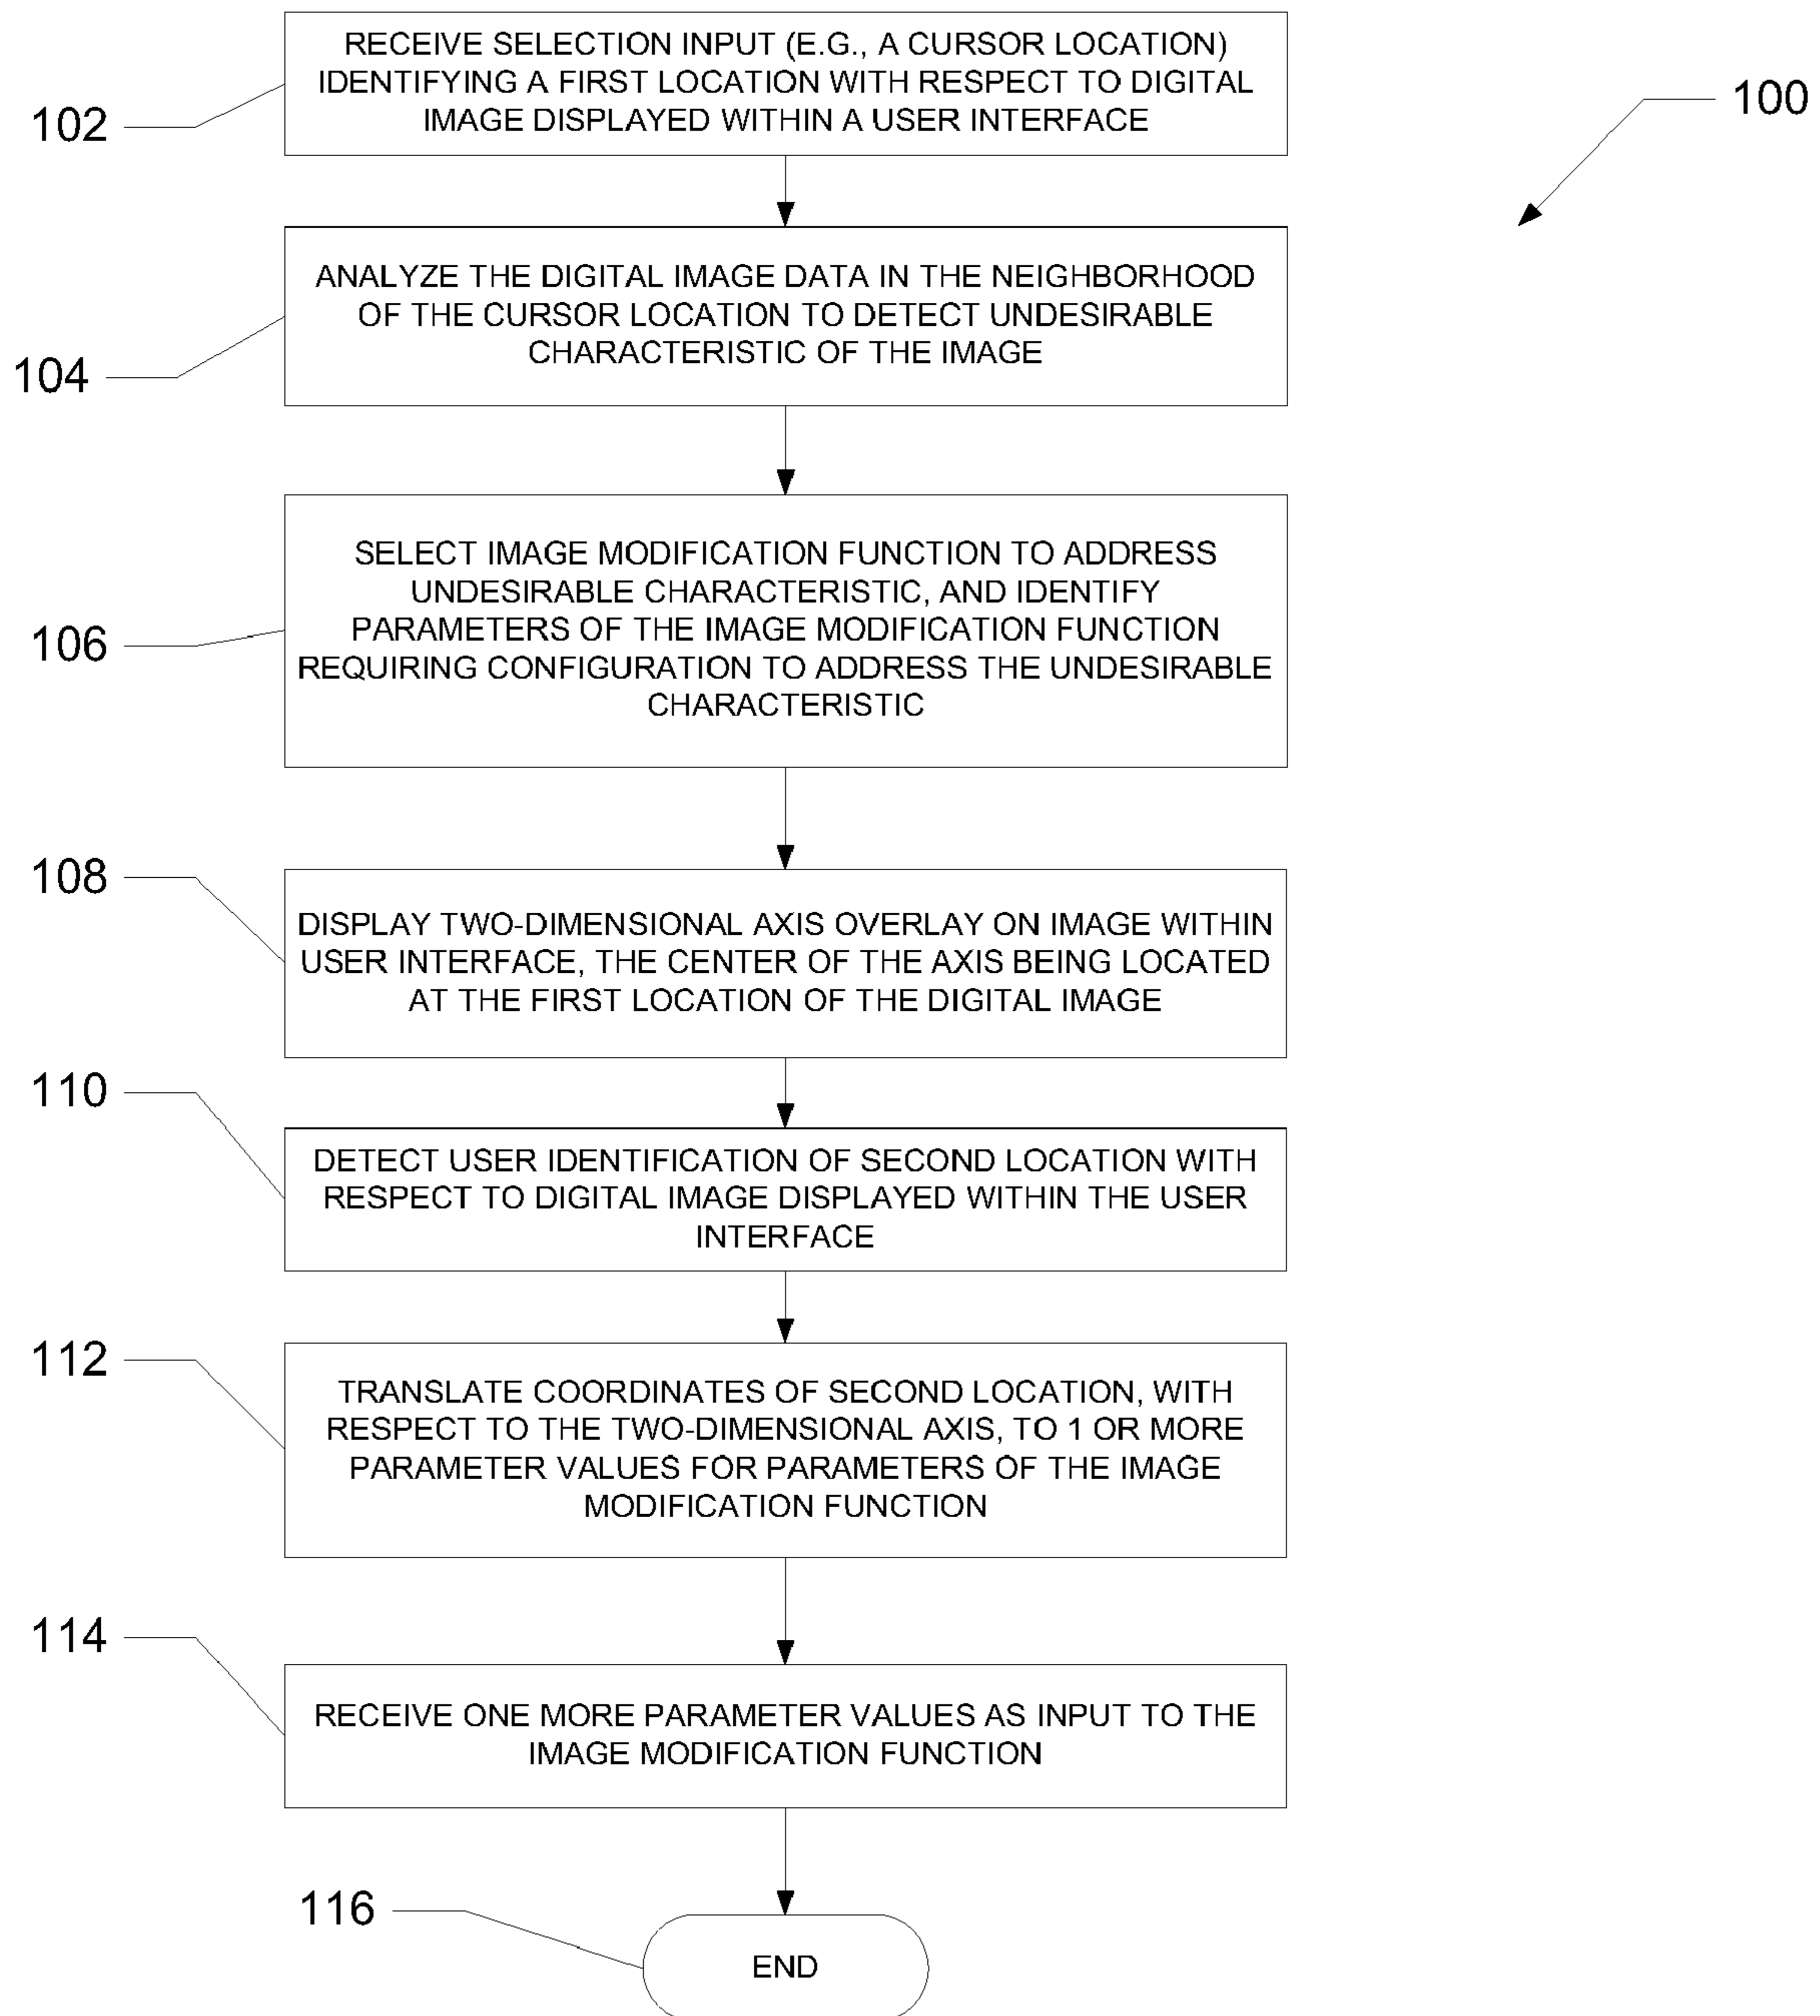 RECEIVE SELECTION INPUT (E.G., A CURSOR LOCATION)
IDENTIFYING A FIRST LOCATION WITH RESPECT TO DIGITAL
IMAGE DISPLAYED WITHIN A USER INTERFACE
102
100
ANALYZE THE DIGITAL IMAGE DATA IN THE NEIGHBORHOOD
OF THE CURSOR LOCATION TO DETECT UNDESIRABLE
CHARACTERISTIC OF THE IMAGE
104
SELECT IMAGE MODIFICATION FUNCTION TO ADDRESS
UNDESIRABLE CHARACTERISTIC, AND IDENTIFY
PARAMETERS OF THE IMAGE MODIFICATION FUNCTION
REQUIRING CONFIGURATION TO ADDRESS THE UNDESIRABLE
CHARACTERISTIC
106
108
DISPLAY TWO-DIMENSIONAL AXIS OVERLAY ON IMAGE WITHIN
USER INTERFACE, THE CENTER OF THE AXIS BEING LOCATED
AT THE FIRST LOCATION OF THE DIGITAL IMAGE
110
DETECT USER IDENTIFICATION OF SECOND LOCATION WITH
RESPECT TO DIGITAL IMAGE DISPLAYED WITHIN THE USER
INTERFACE
112
TRANSLATE COORDINATES OF SECOND LOCATION, WITH
RESPECT TO THE TWO-DIMENSIONAL AXIS, TO 1 OR MORE
PARAMETER VALUES FOR PARAMETERS OF THE IMAGE
MODIFICATION FUNCTION
114
RECEIVE ONE MORE PARAMETER VALUES AS INPUT TO THE
IMAGE MODIFICATION FUNCTION
116
END